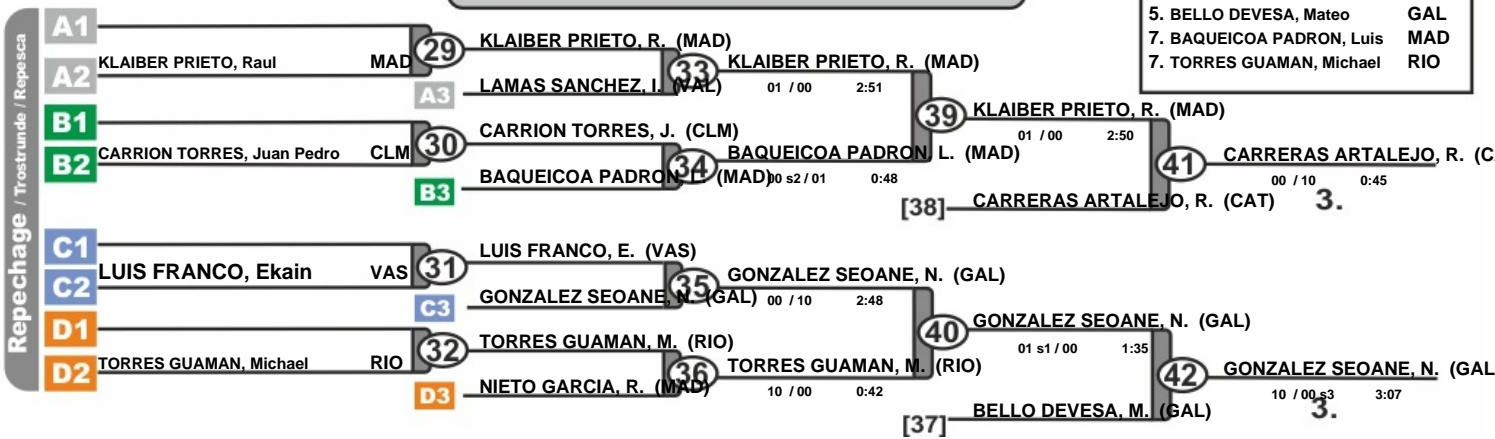 5. BELLO DEVESA, Mateo GAL
7. BAQUEICOA PADRON, Luis MAD
7. TORRES GUAMAN, Michael RIO
Repechage / Trostrunde / Repesca
A1
KLAIBER PRIETO, Raul MAD
A2
29
KLAIBER PRIETO, R. (MAD)
A3
LAMAS SANCHEZ, I. (VAL)
33
KLAIBER PRIETO, R. (MAD)
01 / 00 2:51
B1
CARRION TORRES, Juan Pedro CLM
B2
30
CARRION TORRES, J. (CLM)
B3
BAQUEICOA PADRON, L. (MAD)
34
BAQUEICOA PADRON, L. (MAD)
00 s2 / 01 0:48
39
KLAIBER PRIETO, R. (MAD)
01 / 00 2:50
[38]
CARRERAS ARTALEJO, R. (CAT)
41
CARRERAS ARTALEJO, R. (C
00 / 10 0:45
3.
C1
LUIS FRANCO, Ekain VAS
C2
31
LUIS FRANCO, E. (VAS)
C3
GONZALEZ SEOANE, N. (GAL)
35
GONZALEZ SEOANE, N. (GAL)
00 / 10 2:48
D1
TORRES GUAMAN, Michael RIO
D2
32
TORRES GUAMAN, M. (RIO)
D3
NIETO GARCIA, R. (MAD)
36
TORRES GUAMAN, M. (RIO)
10 / 00 0:42
40
GONZALEZ SEOANE, N. (GAL)
01 s1 / 00 1:35
[37]
BELLO DEVESA, M. (GAL)
42
GONZALEZ SEOANE, N. (GAL
10 / 00 s3 3:07
3.